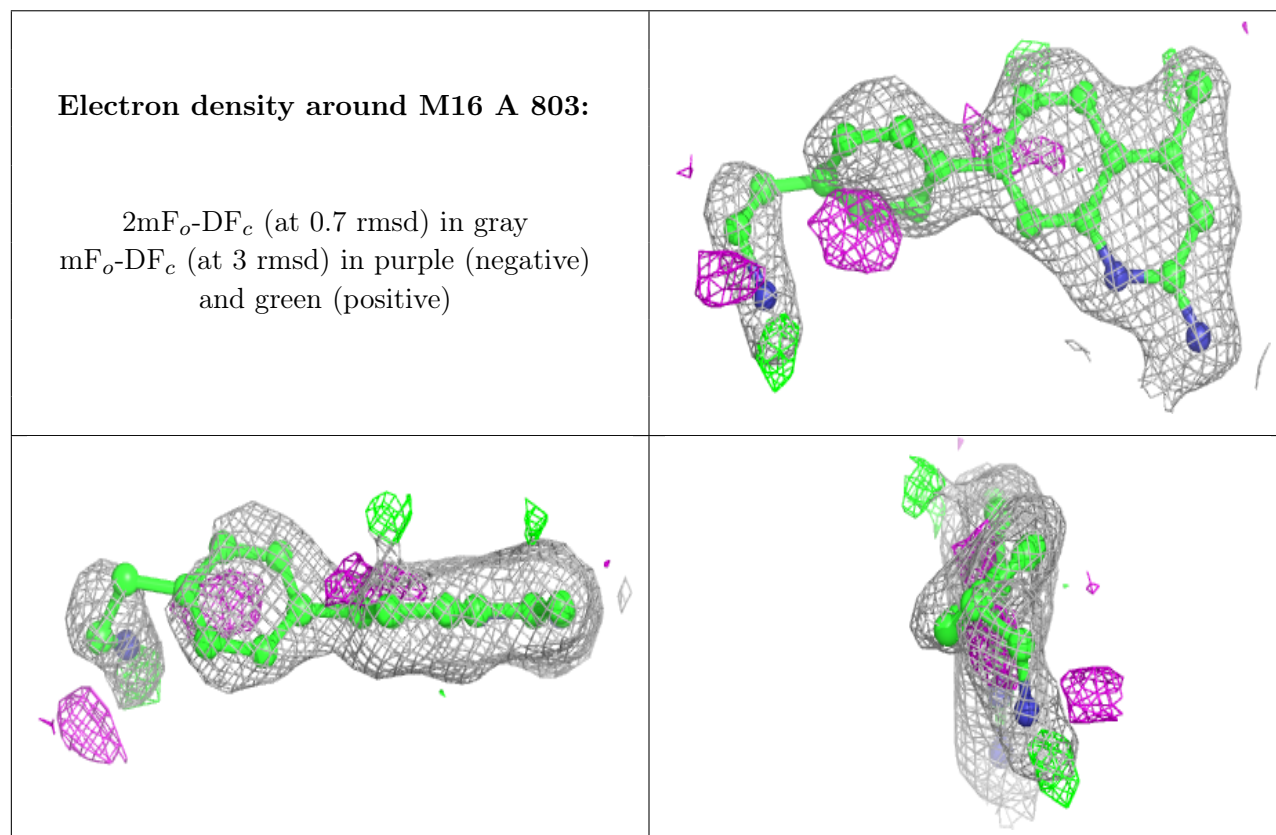 Electron density around M16 A 803:
2mFo-DFc (at 0.7 rmsd) in gray
mFo-DFc (at 3 rmsd) in purple (negative)
and green (positive)